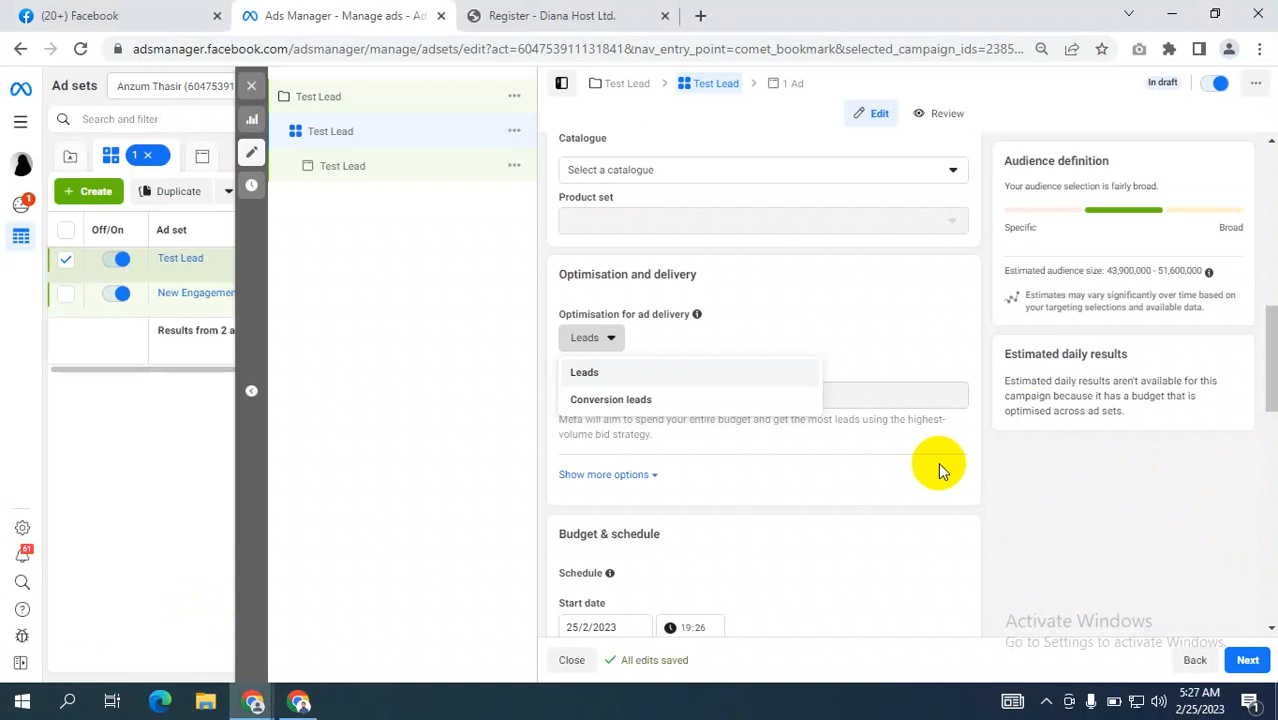 (20+) Facebook
Ads Manager - Manage ads - Ad
Register - Diana Host Ltd.
adsmanager.facebook.com/adsmanager/manage/adsets/edit?act=604753911131841&nav_entry_point=comet_bookmark&selected_campaign_ids=2385...
Ad sets
Anzum Thasir (6047539
Search and filter
1
Create
Duplicate
Off/On
Ad set
Test Lead
New Engagemen
Results from 2 a
1
61
Test Lead
Test Lead
Test Lead
Test Lead
Test Lead
1 Ad
In draft
Edit
Review
Catalogue
Select a catalogue
Product set
Optimisation and delivery
Optimisation for ad delivery
Leads
Leads
Conversion leads
Meta will aim to spend your entire budget and get the most leads using the highest-
volume bid strategy.
Show more options
Budget & schedule
Schedule
Start date
25/2/2023
19:26
Close
All edits saved
Back
Next
Audience definition
Your audience selection is fairly broad.
Specific
Broad
Estimated audience size: 43,900,000 - 51,600,000
Estimates may vary significantly over time based on
your targeting selections and available data.
Estimated daily results
Estimated daily results aren't available for this
campaign because it has a budget that is
optimised across ad sets.
Activate Windows
Go to Settings to activate Windows.
5:27 AM
2/25/2023
1